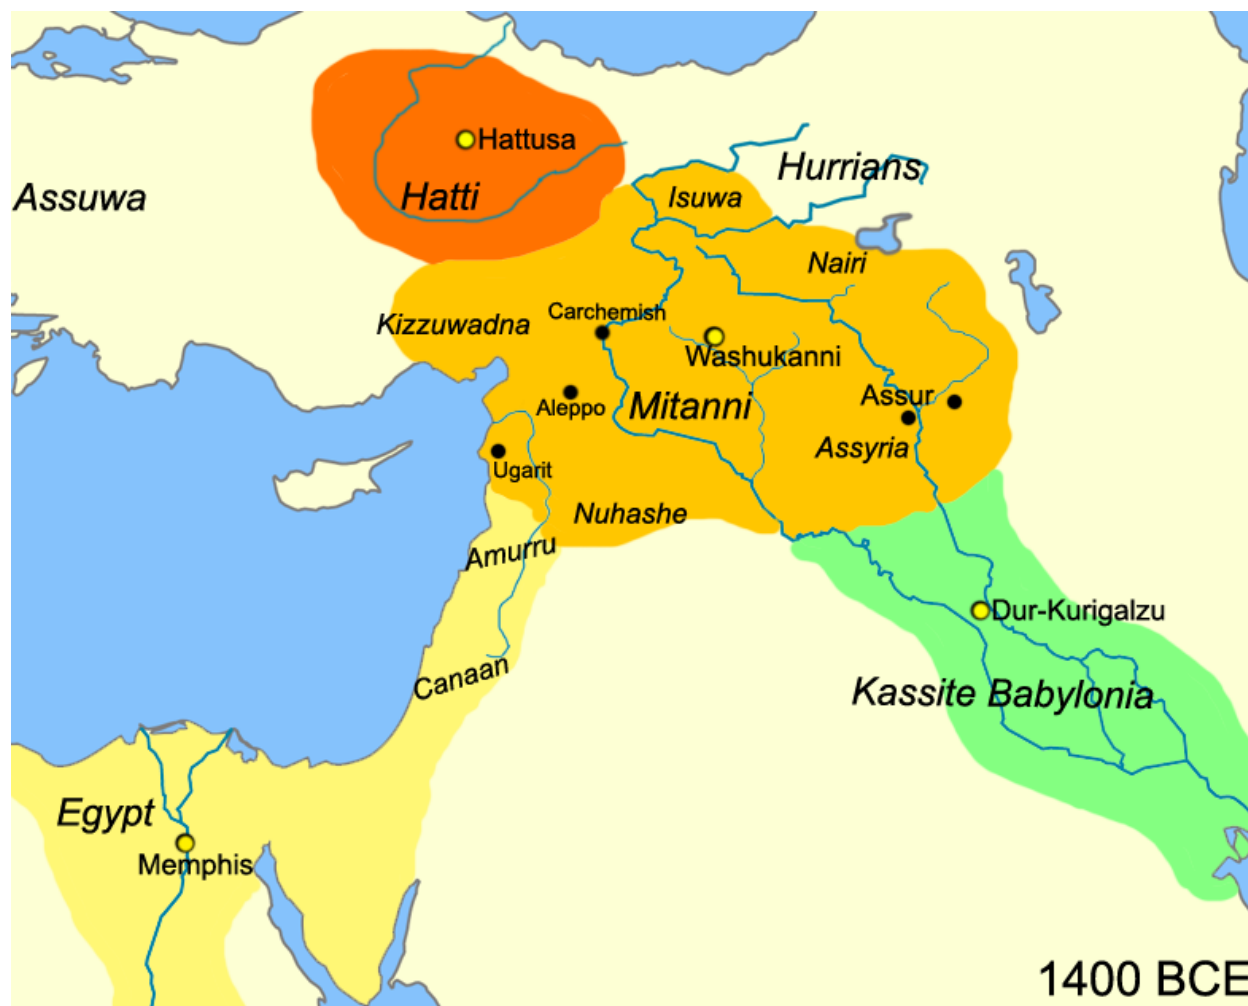 Hattusa
Hurrians
Assuwa
Hatti
Isuwa
Nairi
Carchemish
Kizzuwadna
Washukanni
Assur
Aleppo
Mitanni
Assyria
Ugarit
Nuhashe
Amurru
Dur-Kurigalzu
Canaan
Kassite Babylonia
Egypt
Memphis
1400 BCE